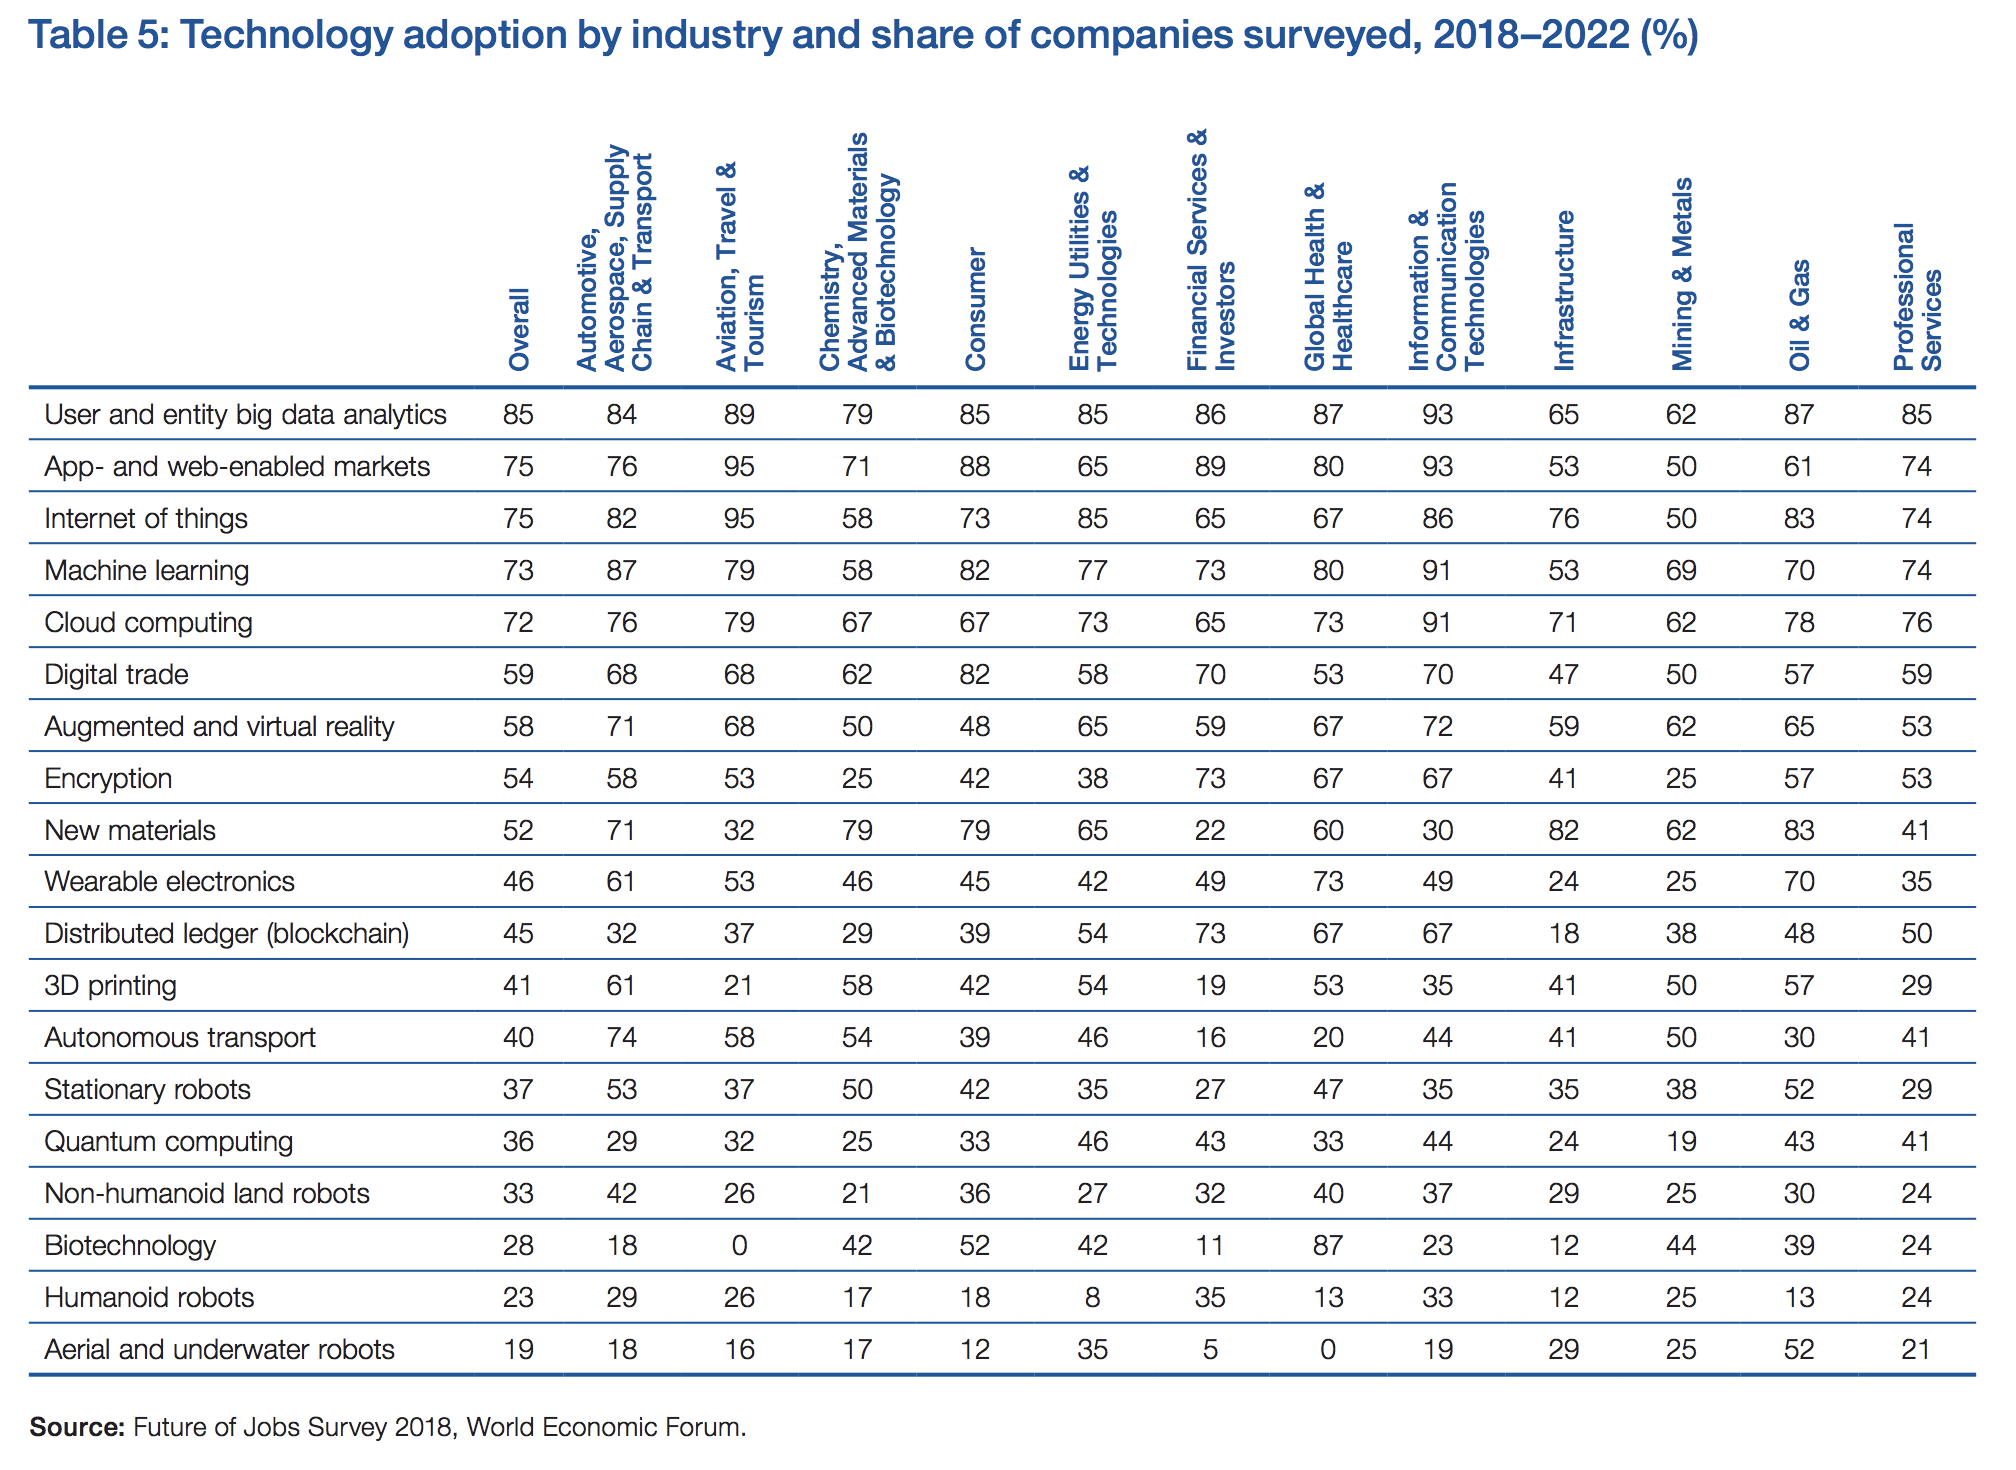 Table 5: Technology adoption by industry and share of companies surveyed, 2018–2022 (%)
Overall
Automotive,
Aerospace, Supply
Chain & Transport
Aviation, Travel &
Tourism
Chemistry,
Advanced Materials
& Biotechnology
Consumer
Energy Utilities &
Technologies
Financial Services &
Investors
Global Health &
Healthcare
Information &
Communication
Technologies
Infrastructure
Mining & Metals
Oil & Gas
Professional
Services
User and entity big data analytics 85 84 89 79 85 85 86 87 93 65 62 87 85
App- and web-enabled markets 75 76 95 71 88 65 89 80 93 53 50 61 74
Internet of things 75 82 95 58 73 85 65 67 86 76 50 83 74
Machine learning 73 87 79 58 82 77 73 80 91 53 69 70 74
Cloud computing 72 76 79 67 67 73 65 73 91 71 62 78 76
Digital trade 59 68 68 62 82 58 70 53 70 47 50 57 59
Augmented and virtual reality 58 71 68 50 48 65 59 67 72 59 62 65 53
Encryption 54 58 53 25 42 38 73 67 67 41 25 57 53
New materials 52 71 32 79 79 65 22 60 30 82 62 83 41
Wearable electronics 46 61 53 46 45 42 49 73 49 24 25 70 35
Distributed ledger (blockchain) 45 32 37 29 39 54 73 67 67 18 38 48 50
3D printing 41 61 21 58 42 54 19 53 35 41 50 57 29
Autonomous transport 40 74 58 54 39 46 16 20 44 41 50 30 41
Stationary robots 37 53 37 50 42 35 27 47 35 35 38 52 29
Quantum computing 36 29 32 25 33 46 43 33 44 24 19 43 41
Non-humanoid land robots 33 42 26 21 36 27 32 40 37 29 25 30 24
Biotechnology 28 18 0 42 52 42 11 87 23 12 44 39 24
Humanoid robots 23 29 26 17 18 8 35 13 33 12 25 13 24
Aerial and underwater robots 19 18 16 17 12 35 5 0 19 29 25 52 21
Source: Future of Jobs Survey 2018, World Economic Forum.